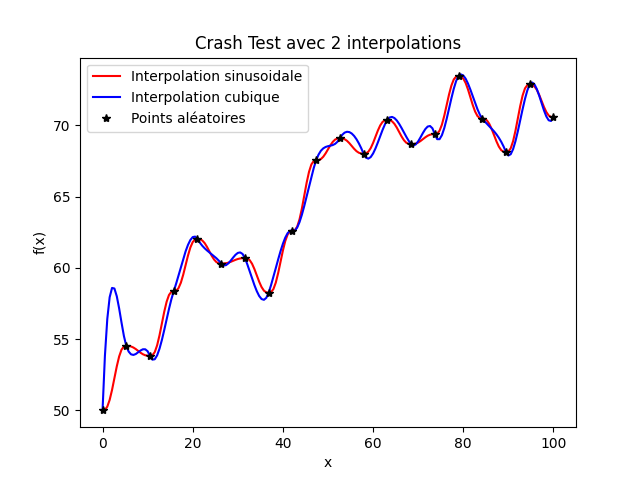 Crash Test avec 2 interpolations
Interpolation sinusoidale
Interpolation cubique
Points aléatoires
f(x)
70
65
60
55
50
0 20 40 60 80 100
x